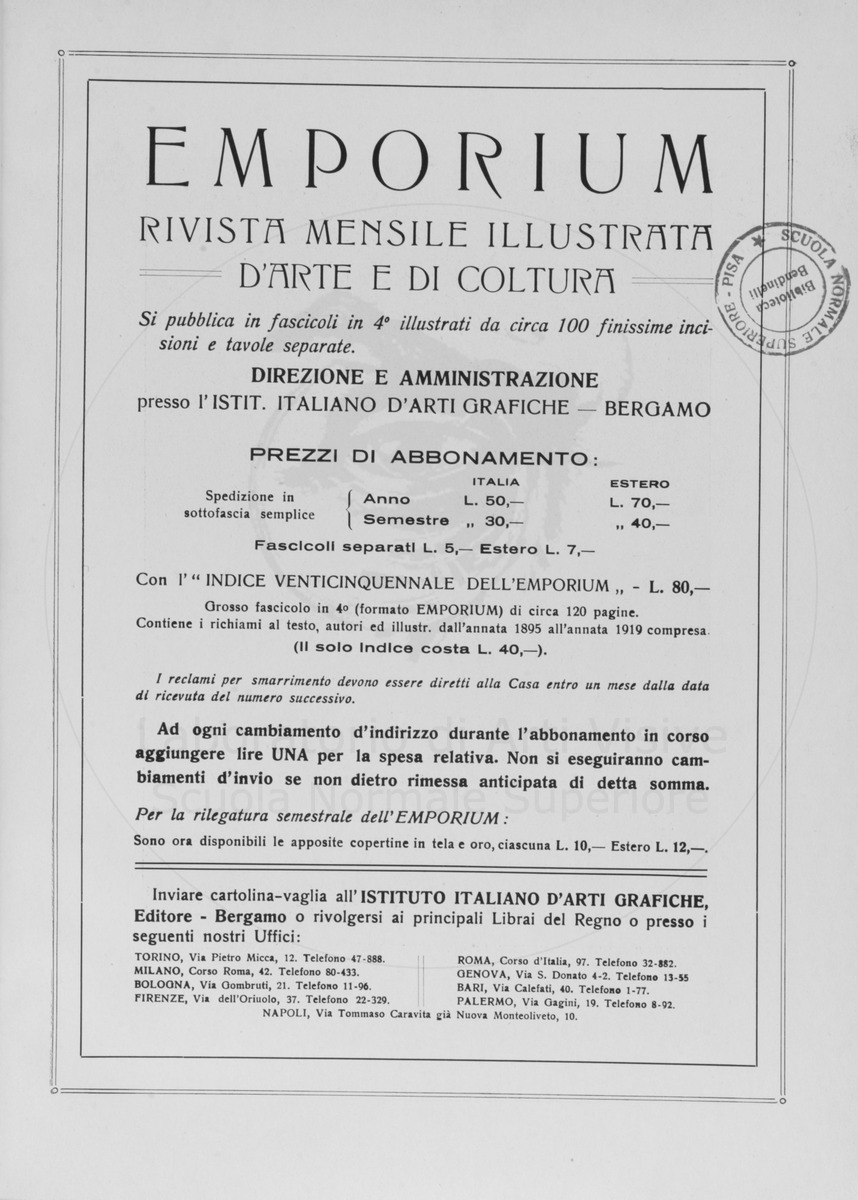 EMPORIUM
RIVISTA MENSILE ILLUSTRATA
D'ARTE E DI COLTURA
SCUOLA NORMALE SUPERIORE - PISA
Biblioteca
Bendinelli
Si pubblica in fascicoli in 4º illustrati da circa 100 finissime inci-
sioni e tavole separate.
DIREZIONE E AMMINISTRAZIONE
presso l'ISTIT. ITALIANO D'ARTI GRAFICHE — BERGAMO
PREZZI DI ABBONAMENTO:
ITALIA ESTERO
Spedizione in sottofascia semplice
Anno L. 50,— L. 70,—
Semestre „ 30,— „ 40,—
Fascicoli separati L. 5,— Estero L. 7,—
Con l'“ INDICE VENTICINQUENNALE DELL'EMPORIUM „ - L. 80,—
Grosso fascicolo in 4º (formato EMPORIUM) di circa 120 pagine.
Contiene i richiami al testo, autori ed illustr. dall'annata 1895 all'annata 1919 compresa.
(Il solo Indice costa L. 40,—).
I reclami per smarrimento devono essere diretti alla Casa entro un mese dalla data
di ricevuta del numero successivo.
Ad ogni cambiamento d'indirizzo durante l'abbonamento in corso
aggiungere lire UNA per la spesa relativa. Non si eseguiranno cam-
biamenti d'invio se non dietro rimessa anticipata di detta somma.
Laboratorio di Arti Visive
Scuola Normale Superiore
Per la rilegatura semestrale dell'EMPORIUM:
Sono ora disponibili le apposite copertine in tela e oro, ciascuna L. 10,— Estero L. 12,—.
Inviare cartolina-vaglia all'ISTITUTO ITALIANO D'ARTI GRAFICHE,
Editore - Bergamo o rivolgersi ai principali Librai del Regno o presso i
seguenti nostri Uffici:
TORINO, Via Pietro Micca, 12. Telefono 47-888.
MILANO, Corso Roma, 42. Telefono 80-433.
BOLOGNA, Via Gombruti, 21. Telefono 11-96.
FIRENZE, Via dell'Oriuolo, 37. Telefono 22-329.
ROMA, Corso d'Italia, 97. Telefono 32-882.
GENOVA, Via S. Donato 4-2. Telefono 13-55
BARI, Via Calefati, 40. Telefono 1-77.
PALERMO, Via Gagini, 19. Telefono 8-92.
NAPOLI, Via Tommaso Caravita già Nuova Monteoliveto, 10.